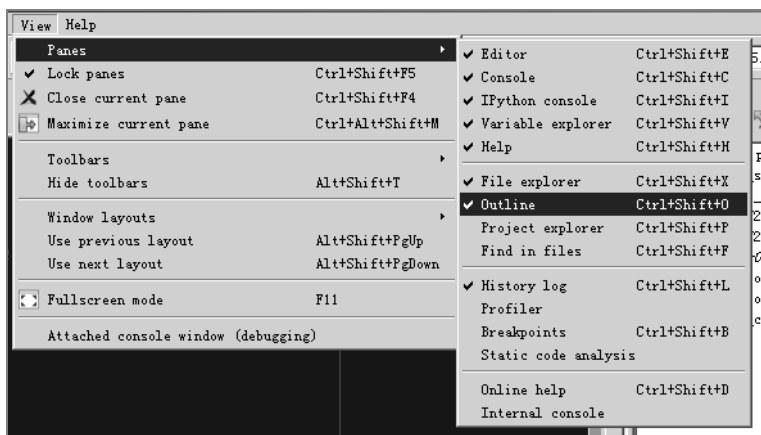 View Help
Panes
Lock panes Ctrl+Shift+F5
Close current pane Ctrl+Shift+F4
Maximize current pane Ctrl+Alt+Shift+M
Toolbars
Hide toolbars Alt+Shift+T
Window layouts
Use previous layout Alt+Shift+PgUp
Use next layout Alt+Shift+PgDown
Fullscreen mode F11
Attached console window (debugging)
Editor Ctrl+Shift+E
Console Ctrl+Shift+C
IPython console Ctrl+Shift+I
Variable explorer Ctrl+Shift+V
Help Ctrl+Shift+H
File explorer Ctrl+Shift+X
Outline Ctrl+Shift+O
Project explorer Ctrl+Shift+P
Find in files Ctrl+Shift+F
History log Ctrl+Shift+L
Profiler
Breakpoints Ctrl+Shift+B
Static code analysis
Online help Ctrl+Shift+D
Internal console